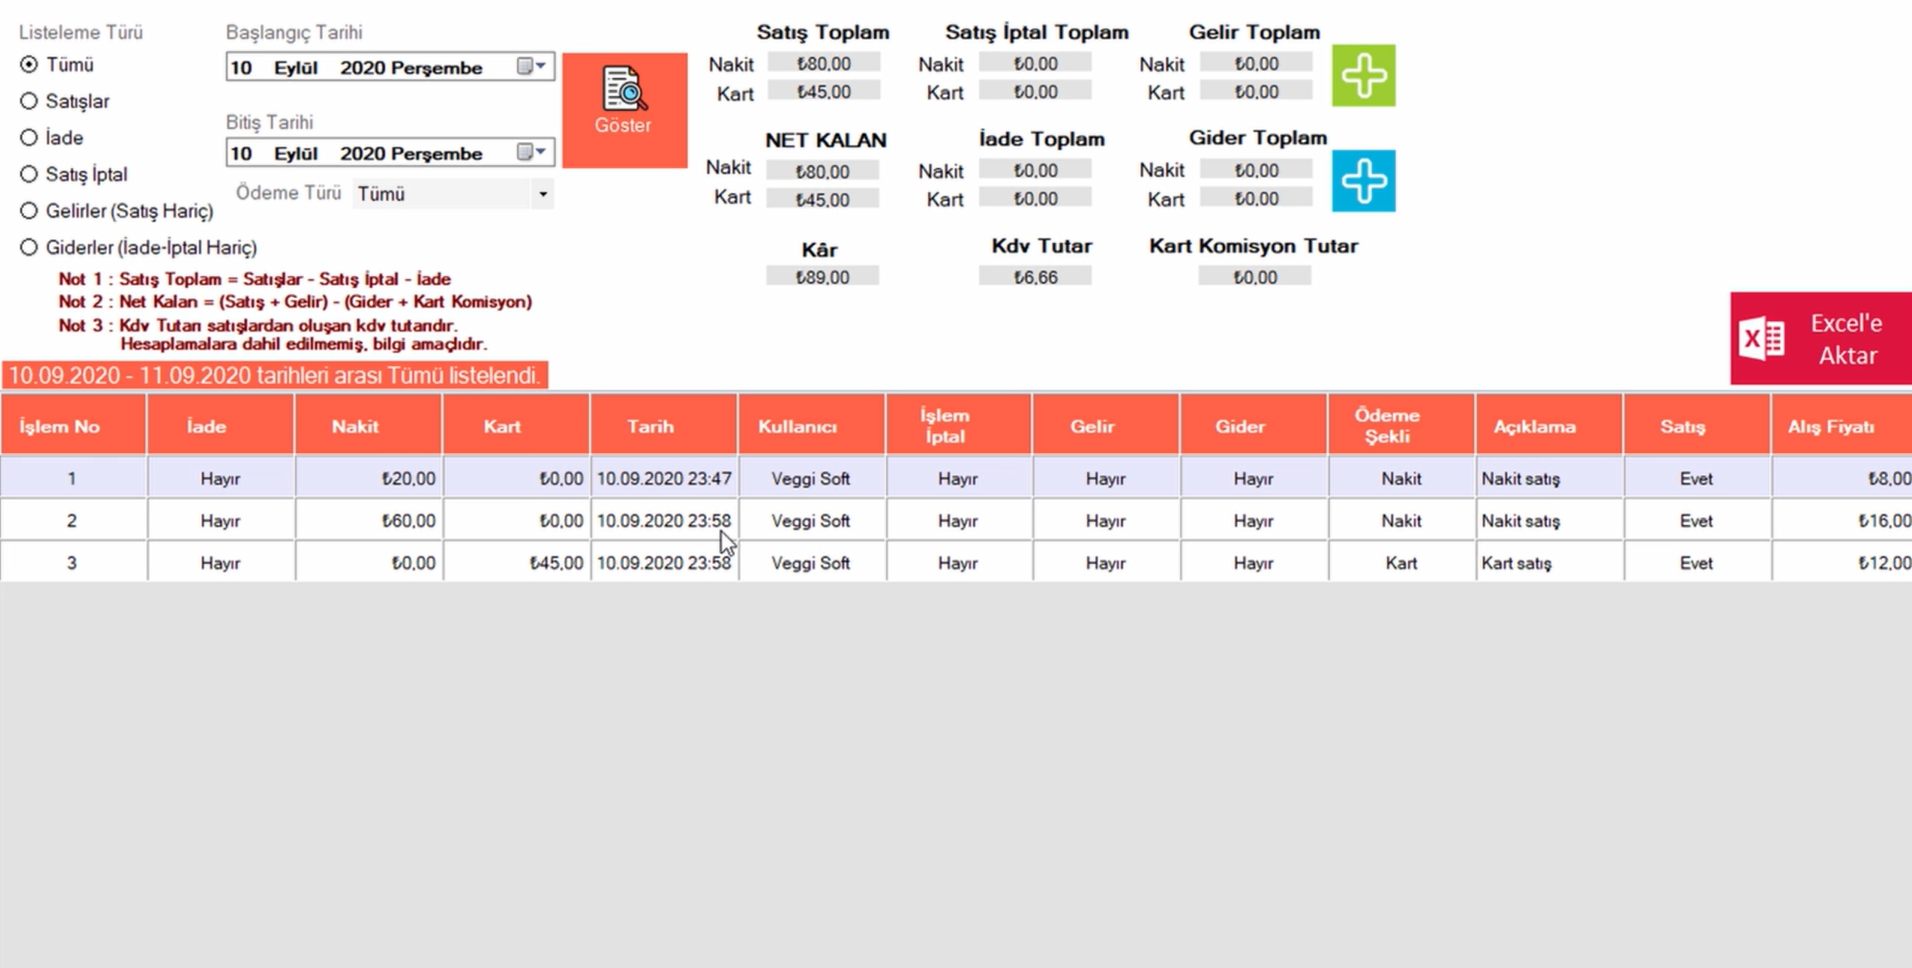 Listeleme Türü
Tümü
Satışlar
İade
Satış İptal
Gelirler (Satış Hariç)
Giderler (İade-İptal Hariç)
Başlangıç Tarihi
10 Eylül 2020 Perşembe
Bitiş Tarihi
10 Eylül 2020 Perşembe
Ödeme Türü Tümü
Göster
Satış Toplam
Nakit ₺80,00
Kart ₺45,00
Satış İptal Toplam
Nakit ₺0,00
Kart ₺0,00
Gelir Toplam
Nakit ₺0,00
Kart ₺0,00
NET KALAN
Nakit ₺80,00
Kart ₺45,00
İade Toplam
Nakit ₺0,00
Kart ₺0,00
Gider Toplam
Nakit ₺0,00
Kart ₺0,00
Kâr
₺89,00
Kdv Tutar
₺6,66
Kart Komisyon Tutar
₺0,00
Not 1 : Satış Toplam = Satışlar - Satış İptal - İade
Not 2 : Net Kalan = (Satış + Gelir) - (Gider + Kart Komisyon)
Not 3 : Kdv Tutarı satışlardan oluşan kdv tutarıdır.
Hesaplamalara dahil edilmemiş, bilgi amaçlıdır.
Excel'e
Aktar
10.09.2020 - 11.09.2020 tarihleri arası Tümü listelendi.
İşlem No İade Nakit Kart Tarih Kullanıcı İşlem İptal Gelir Gider Ödeme Şekli Açıklama Satış Alış Fiyatı
1 Hayır ₺20,00 ₺0,00 10.09.2020 23:47 Veggi Soft Hayır Hayır Hayır Nakit Nakit satış Evet ₺8,00
2 Hayır ₺60,00 ₺0,00 10.09.2020 23:58 Veggi Soft Hayır Hayır Hayır Nakit Nakit satış Evet ₺16,00
3 Hayır ₺0,00 ₺45,00 10.09.2020 23:58 Veggi Soft Hayır Hayır Hayır Kart Kart satış Evet ₺12,00